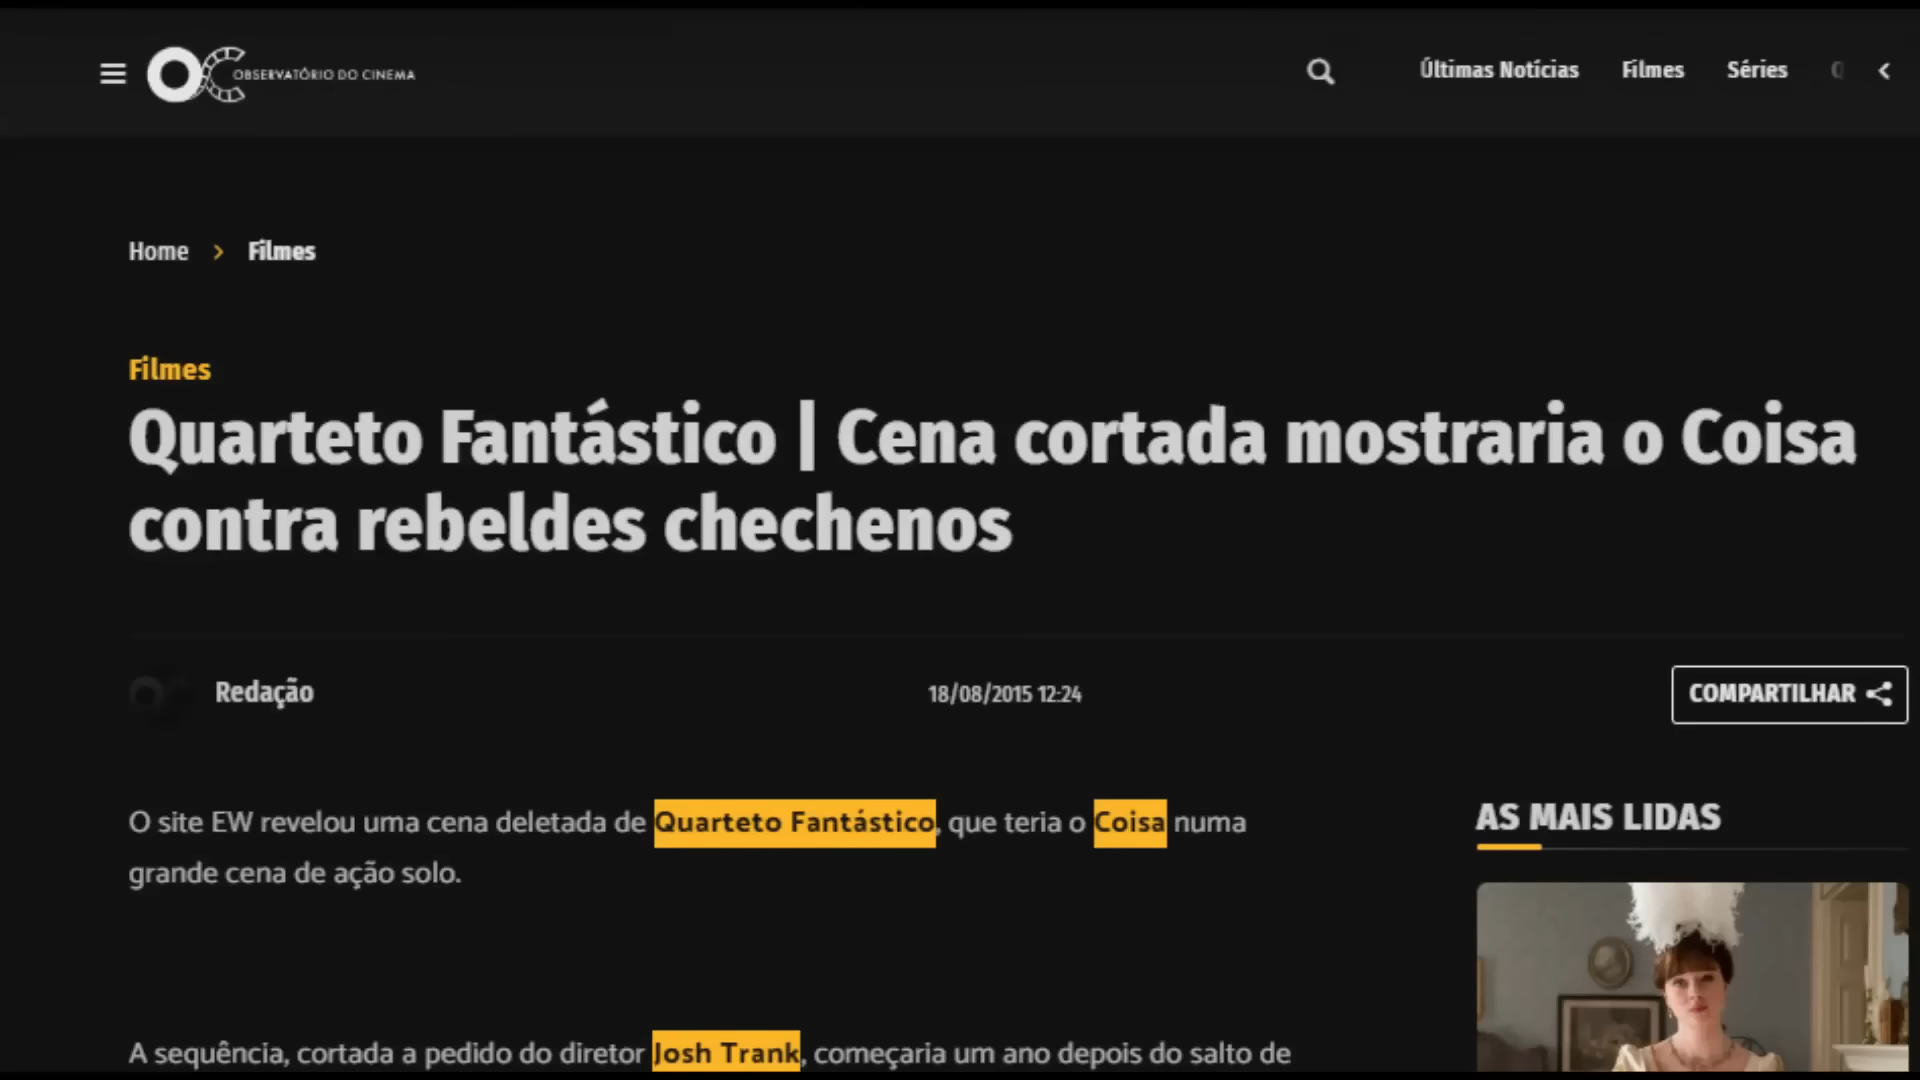 OBSERVATÓRIO DO CINEMA
Últimas Notícias Filmes Séries
Home > Filmes
Filmes
Quarteto Fantástico | Cena cortada mostraria o Coisa
contra rebeldes chechenos
Redação 18/08/2015 12:24 COMPARTILHAR
O site EW revelou uma cena deletada de Quarteto Fantástico, que teria o Coisa numa
grande cena de ação solo.
AS MAIS LIDAS
A sequência, cortada a pedido do diretor Josh Trank, começaria um ano depois do salto de